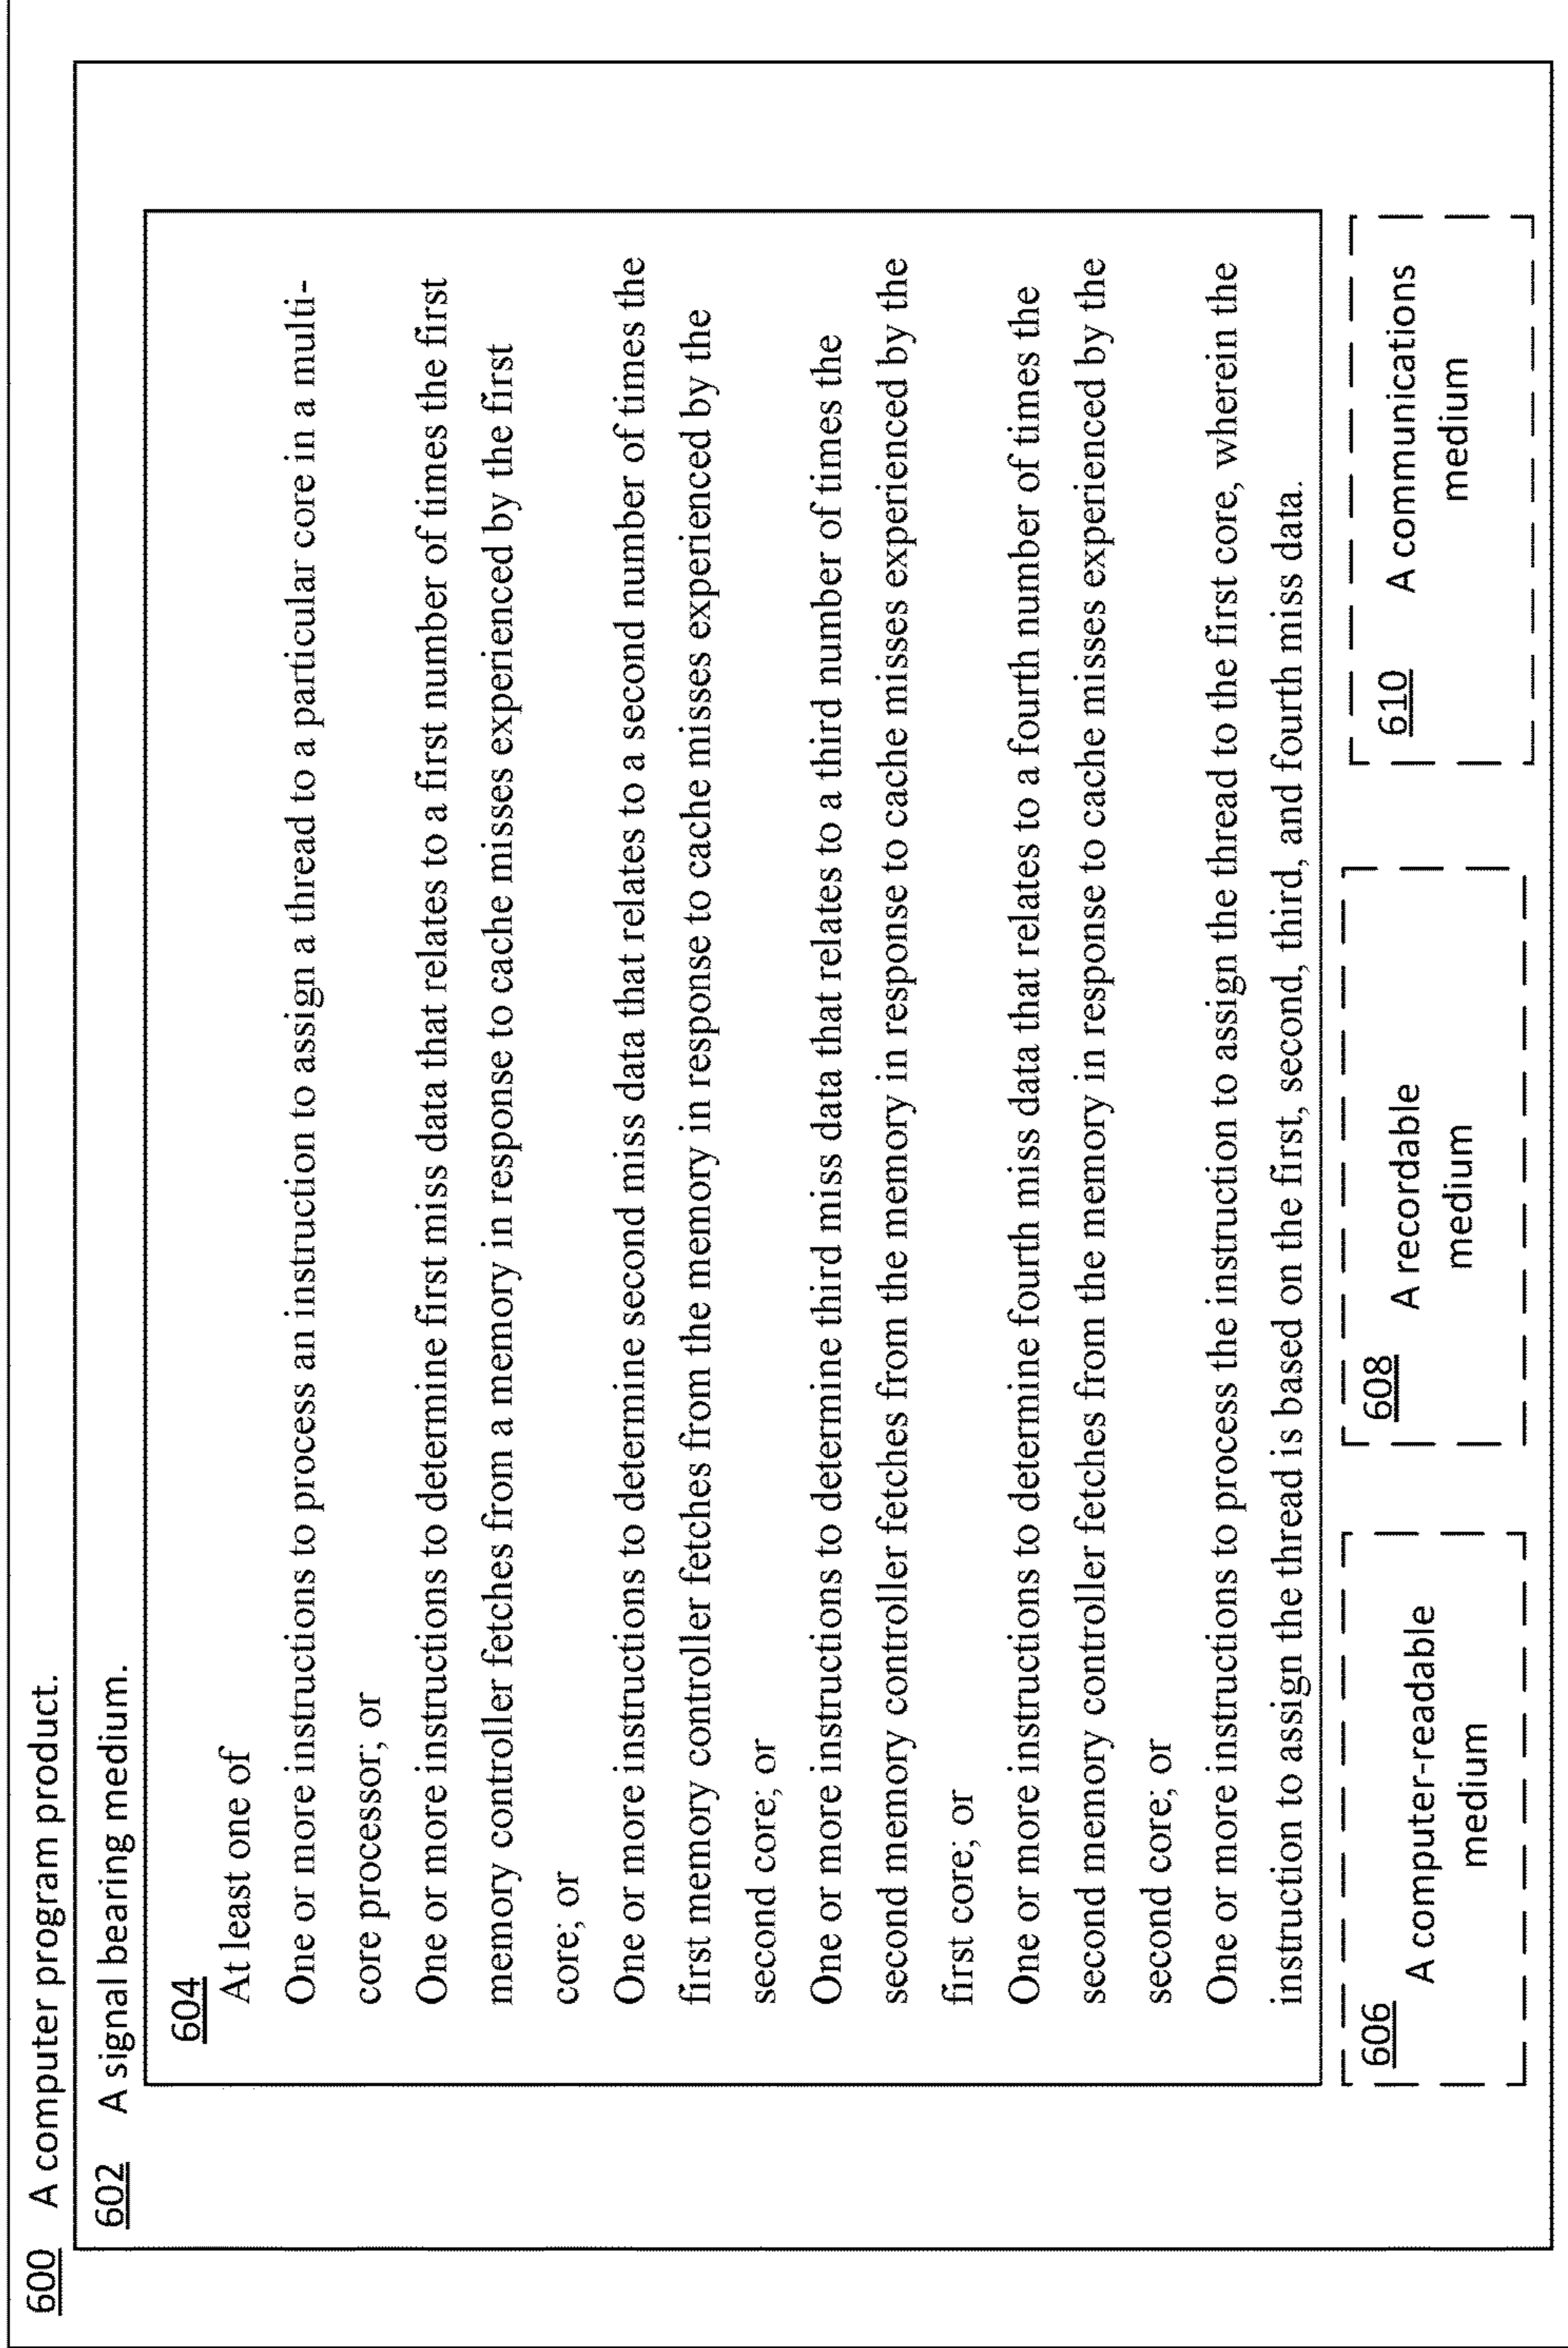 600 A computer program product.
602 A signal bearing medium.
604
At least one of
One or more instructions to process an instruction to assign a thread to a particular core in a multi-
core processor; or
One or more instructions to determine first miss data that relates to a first number of times the first
memory controller fetches from a memory in response to cache misses experienced by the first
core; or
One or more instructions to determine second miss data that relates to a second number of times the
first memory controller fetches from the memory in response to cache misses experienced by the
second core; or
One or more instructions to determine third miss data that relates to a third number of times the
second memory controller fetches from the memory in response to cache misses experienced by the
first core; or
One or more instructions to determine fourth miss data that relates to a fourth number of times the
second memory controller fetches from the memory in response to cache misses experienced by the
second core; or
One or more instructions to process the instruction to assign the thread to the first core, wherein the
instruction to assign the thread is based on the first, second, third, and fourth miss data.
606
A computer-readable
medium
608
A recordable
medium
610
A communications
medium